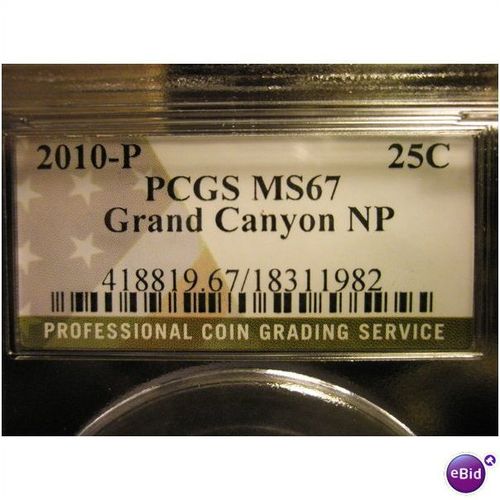 2010-P 25C
PCGS MS67
Grand Canyon NP
418819.67/18311982
PROFESSIONAL COIN GRADING SERVICE
eBid